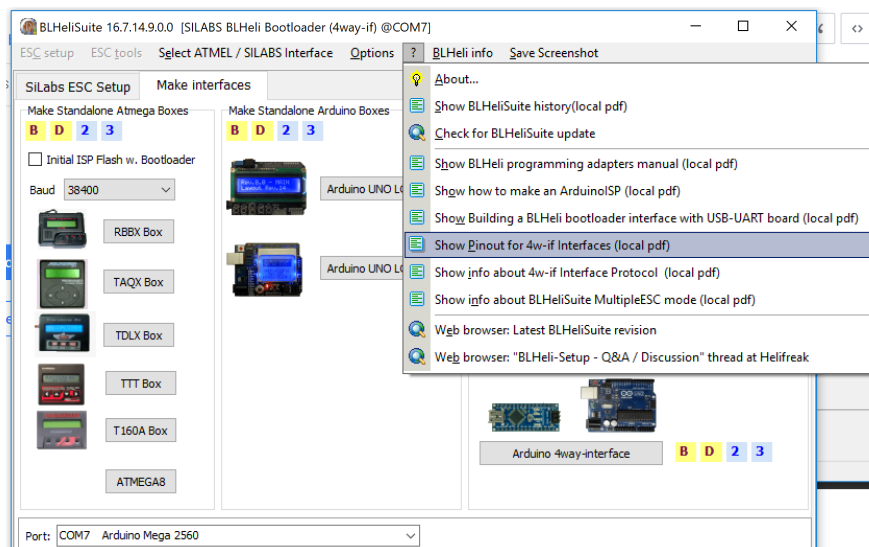 BLHeliSuite 16.7.14.9.0.0 [SILABS BLHeli Bootloader (4way-if) @COM7]
ESC setup ESC tools Select ATMEL / SILABS Interface Options ? BLHeli info Save Screenshot
About...
Show BLHeliSuite history(local pdf)
Check for BLHeliSuite update
Show BLHeli programming adapters manual (local pdf)
Show how to make an ArduinoISP (local pdf)
Show Building a BLHeli bootloader interface with USB-UART board (local pdf)
Show Pinout for 4w-if Interfaces (local pdf)
Show info about 4w-if Interface Protocol (local pdf)
Show info about BLHeliSuite MultipleESC mode (local pdf)
Web browser: Latest BLHeliSuite revision
Web browser: "BLHeli-Setup - Q&A / Discussion" thread at Helifreak
SiLabs ESC Setup Make interfaces
Make Standalone Atmega Boxes
B D 2 3
Initial ISP Flash w. Bootloader
Baud 38400
RBBX Box
TAQX Box
TDLX Box
TTT Box
T160A Box
ATMEGA8
Make Standalone Arduino Boxes
B D 2 3
Arduino UNO LC
Arduino UNO LC
Arduino 4way-interface B D 2 3
Port: COM7 Arduino Mega 2560